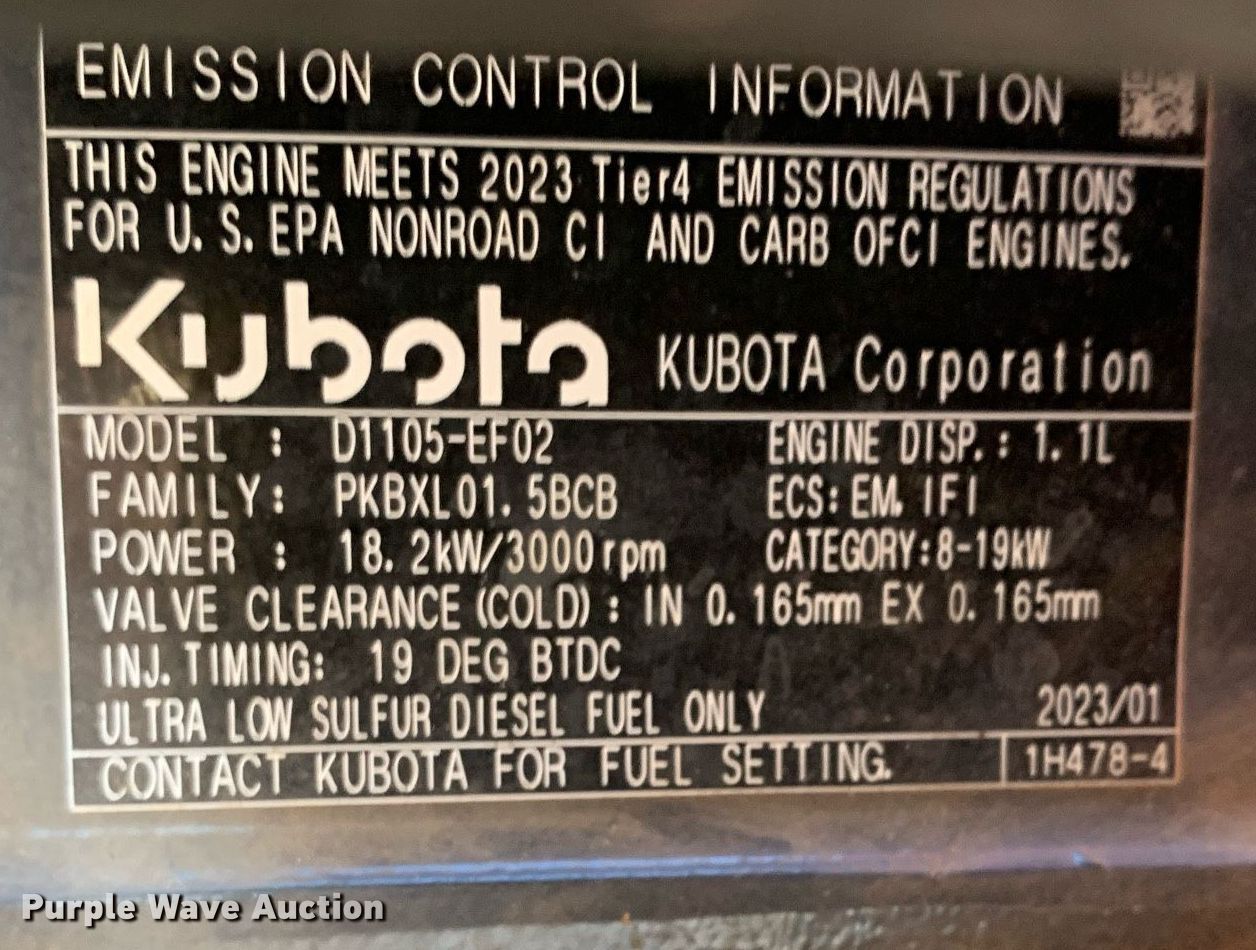 EMISSION CONTROL INFORMATION
THIS ENGINE MEETS 2023 Tier4 EMISSION REGULATIONS
FOR U.S.EPA NONROAD CI AND CARB OFCI ENGINES.
Kubota KUBOTA Corporation
MODEL : D1105-EF02 ENGINE DISP.: 1.1L
FAMILY: PKBXL01.5BCB ECS:EM, IFI
POWER : 18.2kW/3000rpm CATEGORY:8-19kW
VALVE CLEARANCE(COLD): IN 0.165mm EX 0.165mm
INJ.TIMING: 19 DEG BTDC
ULTRA LOW SULFUR DIESEL FUEL ONLY 2023/01
CONTACT KUBOTA FOR FUEL SETTING. 1H478-4
Purple Wave Auction